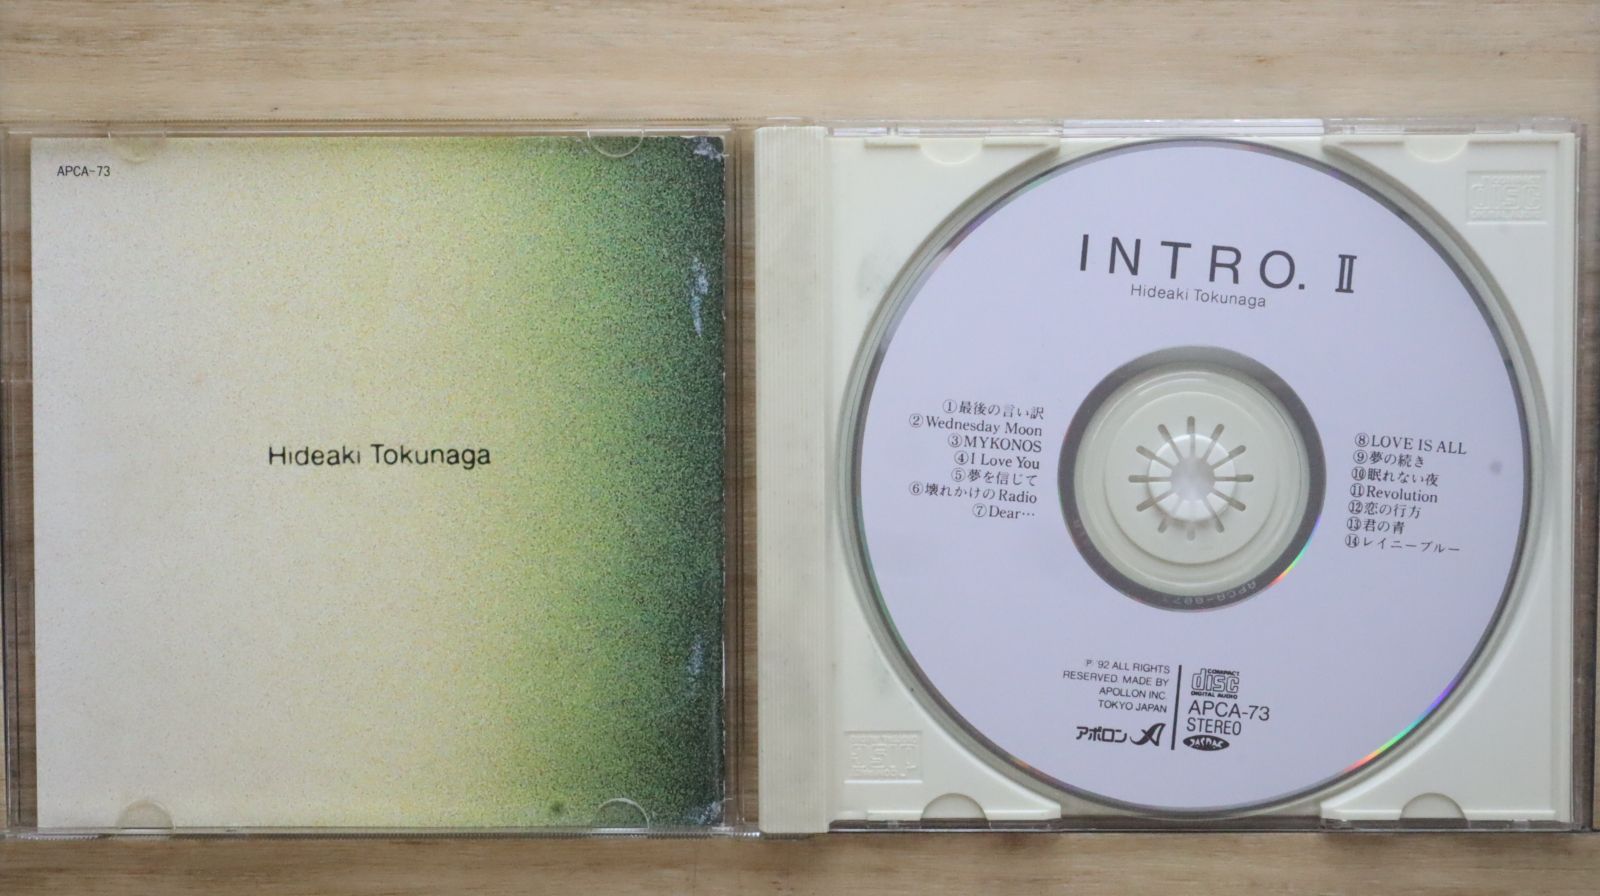 APCA-73
Hideaki Tokunaga
INTRO. Ⅱ
Hideaki Tokunaga
①最後の言い訳
②Wednesday Moon
③MYKONOS
④I Love You
⑤夢を信じて
⑥壊れかけのRadio
⑦Dear…
⑧LOVE IS ALL
⑨夢の続き
⑩眠れない夜
⑪Revolution
⑫恋の行方
⑬君の青
⑭レイニーブルー
℗ '92 ALL RIGHTS
RESERVED. MADE BY
APOLLON INC.
TOKYO JAPAN
アポロン
COMPACT
disc
DIGITAL AUDIO
APCA-73
STEREO
JASRAC